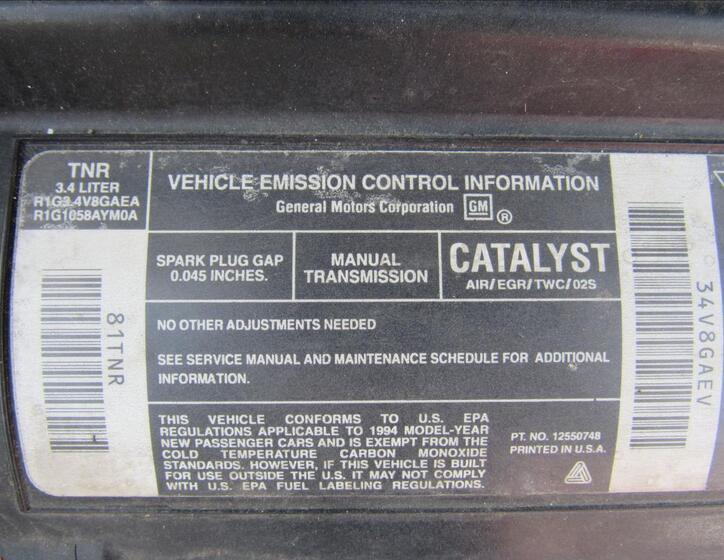 TNR
3.4 LITER
R1G3.4V8GAEA
R1G1058AYM0A
VEHICLE EMISSION CONTROL INFORMATION
General Motors Corporation GM ®
SPARK PLUG GAP
0.045 INCHES.
MANUAL
TRANSMISSION
CATALYST
AIR/EGR/TWC/02S
NO OTHER ADJUSTMENTS NEEDED
SEE SERVICE MANUAL AND MAINTENANCE SCHEDULE FOR ADDITIONAL
INFORMATION.
THIS VEHICLE CONFORMS TO U.S. EPA
REGULATIONS APPLICABLE TO 1994 MODEL-YEAR
NEW PASSENGER CARS AND IS EXEMPT FROM THE
COLD TEMPERATURE CARBON MONOXIDE
STANDARDS. HOWEVER, IF THIS VEHICLE IS BUILT
FOR USE OUTSIDE THE U.S. IT MAY NOT COMPLY
WITH U.S. EPA FUEL LABELING REGULATIONS.
PT. NO. 12550748
PRINTED IN U.S.A.
81TNR
34V8GAEV